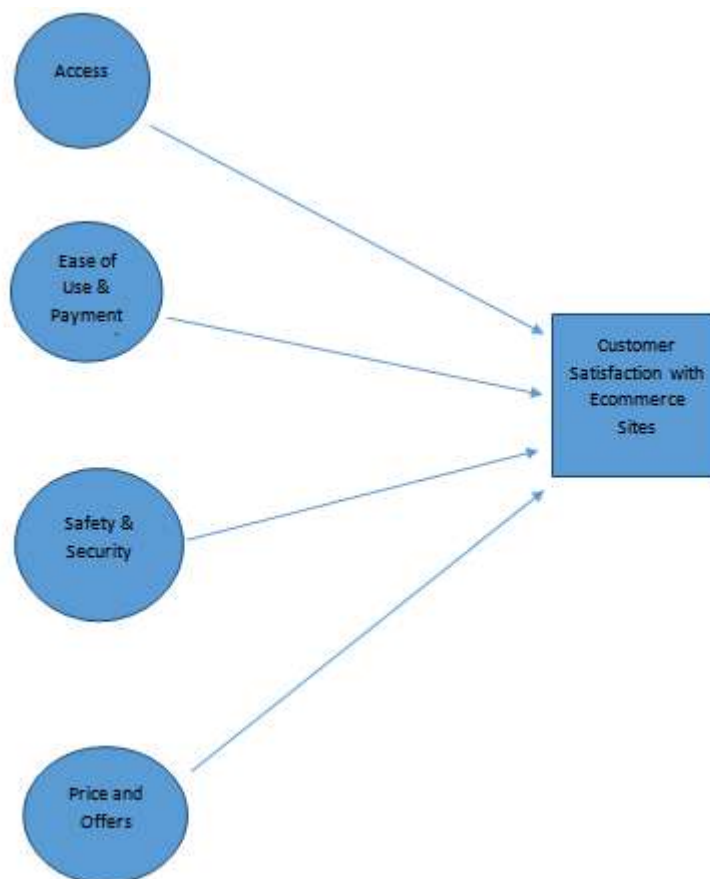 Access
Ease of
Use &
Payment
Customer
Satisfaction with
Ecommerce
Sites
Safety &
Security
Price and
Offers